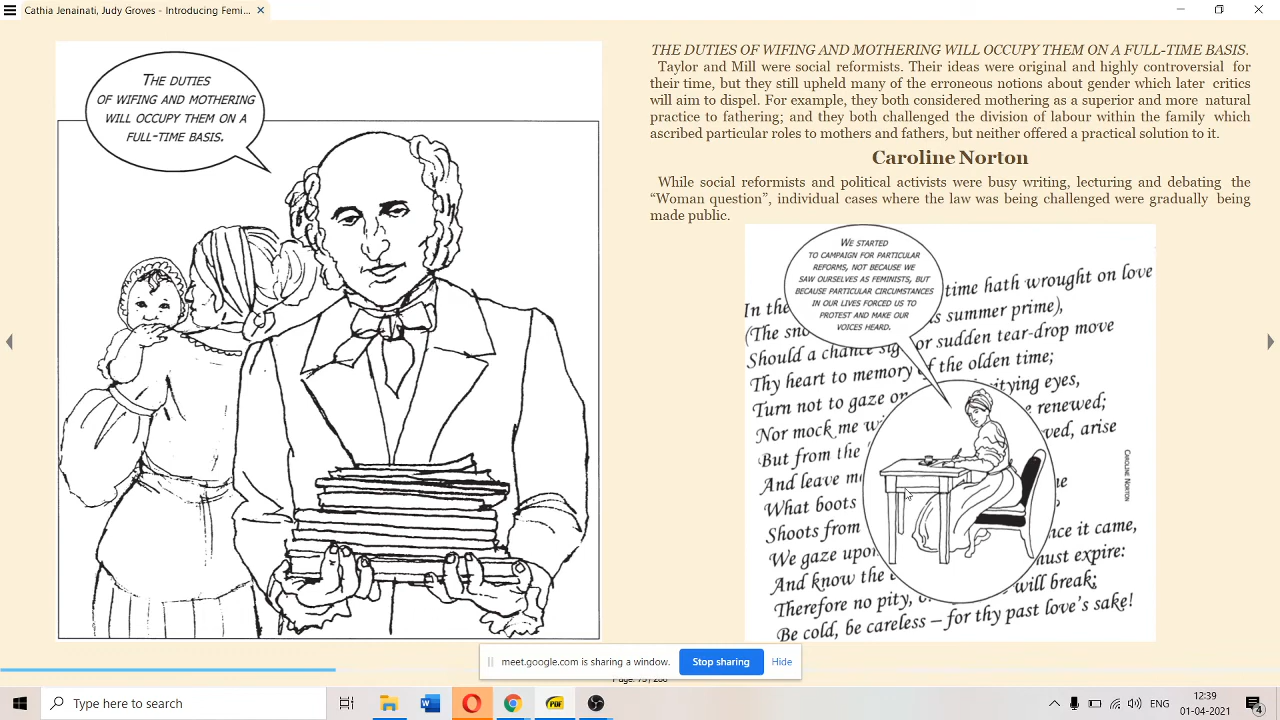 Cathia Jenainati, Judy Groves - Introducing Femi...
THE DUTIES
OF WIFING AND MOTHERING
WILL OCCUPY THEM ON A
FULL-TIME BASIS.
THE DUTIES OF WIFING AND MOTHERING WILL OCCUPY THEM ON A FULL-TIME BASIS.
Taylor and Mill were social reformists. Their ideas were original and highly controversial for
their time, but they still upheld many of the erroneous notions about gender which later critics
will aim to dispel. For example, they both considered mothering as a superior and more natural
practice to fathering; and they both challenged the division of labour within the family which
ascribed particular roles to mothers and fathers, but neither offered a practical solution to it.
Caroline Norton
While social reformists and political activists were busy writing, lecturing and debating the
“Woman question”, individual cases where the law was being challenged were gradually being
made public.
WE STARTED
TO CAMPAIGN FOR PARTICULAR
REFORMS, NOT BECAUSE WE
SAW OURSELVES AS FEMINISTS, BUT
BECAUSE PARTICULAR CIRCUMSTANCES
IN OUR LIVES FORCED US TO
PROTEST AND MAKE OUR
VOICES HEARD.
In the time hath wrought on love
(The summer prime),
Should a chance or sudden tear-drop move
Thy heart to memory of the olden time;
Turn not to gaze eyes,
Nor mock me renewed;
But from the arise
And leave
What boots
Shoots from once it came,
We gaze upon must expire:
And know the will break;
Therefore no pity,
Be cold, be careless – for thy past love's sake!
CAROLINE NORTON
meet.google.com is sharing a window.
Stop sharing
Hide
Type here to search
PDF
ENG
12:39
01-04-2021
4